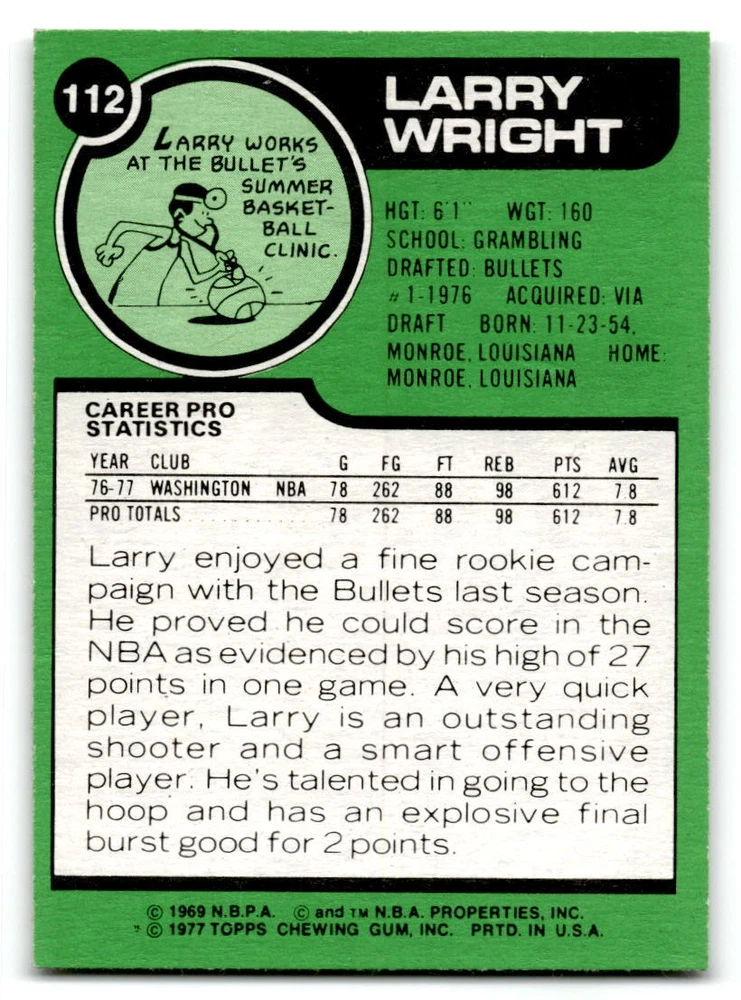 112
LARRY WORKS
AT THE BULLET'S
SUMMER
BASKET-
BALL
CLINIC.
LARRY
WRIGHT
HGT: 6'1" WGT: 160
SCHOOL: GRAMBLING
DRAFTED: BULLETS
#1-1976 ACQUIRED: VIA
DRAFT BORN: 11-23-54,
MONROE, LOUISIANA HOME:
MONROE, LOUISIANA
CAREER PRO
STATISTICS
YEAR CLUB G FG FT REB PTS AVG
76-77 WASHINGTON NBA 78 262 88 98 612 7.8
PRO TOTALS . . . . . . . . . . . . 78 262 88 98 612 7.8
Larry enjoyed a fine rookie cam-
paign with the Bullets last season.
He proved he could score in the
NBA as evidenced by his high of 27
points in one game. A very quick
player, Larry is an outstanding
shooter and a smart offensive
player. He's talented in going to the
hoop and has an explosive final
burst good for 2 points.
© 1969 N.B.P.A. © and TM N.B.A. PROPERTIES, INC.
* © 1977 TOPPS CHEWING GUM, INC. PRTD. IN U.S.A.